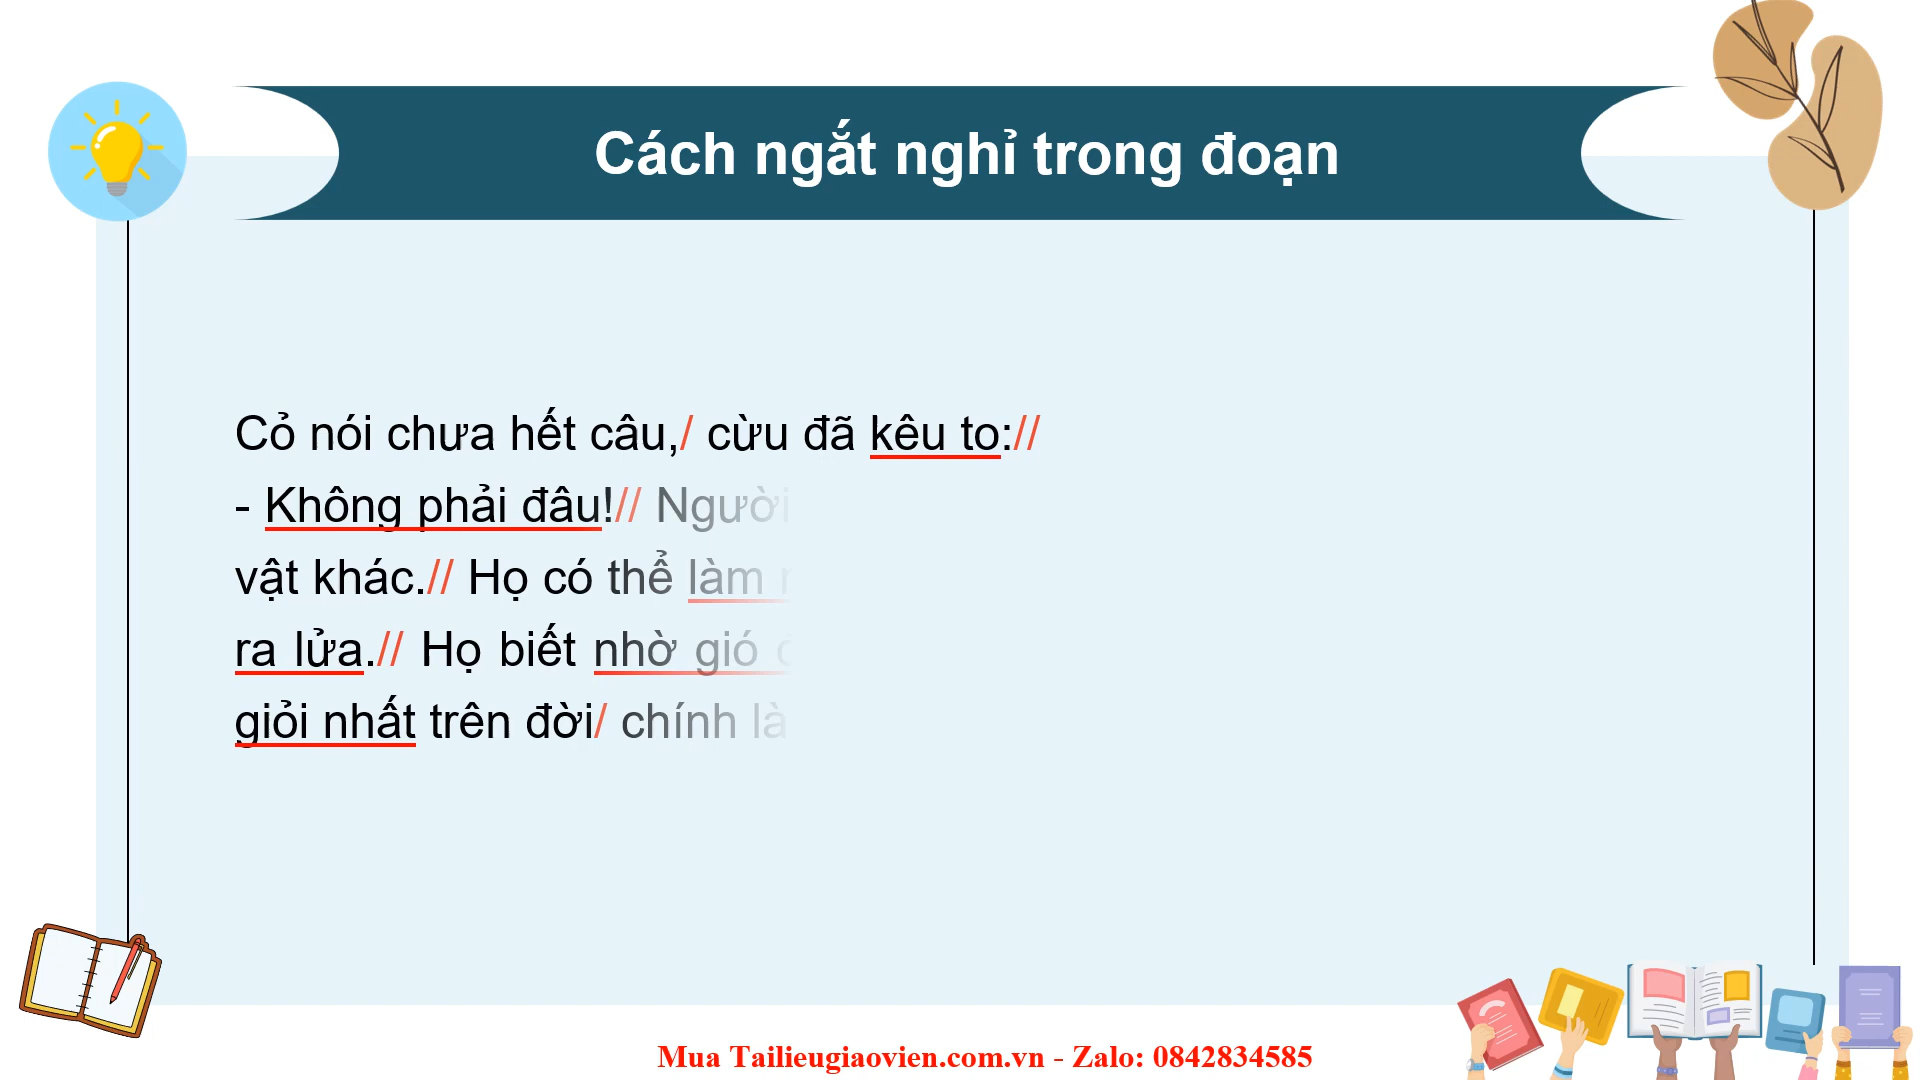 Cách ngắt nghỉ trong đoạn
Cỏ nói chưa hết câu,/ cừu đã kêu to://
- Không phải đâu!// Người
vật khác.// Họ có thể làm
ra lửa.// Họ biết nhờ gió
giỏi nhất trên đời/ chính là
Mua Tailieugiaovien.com.vn - Zalo: 0842834585